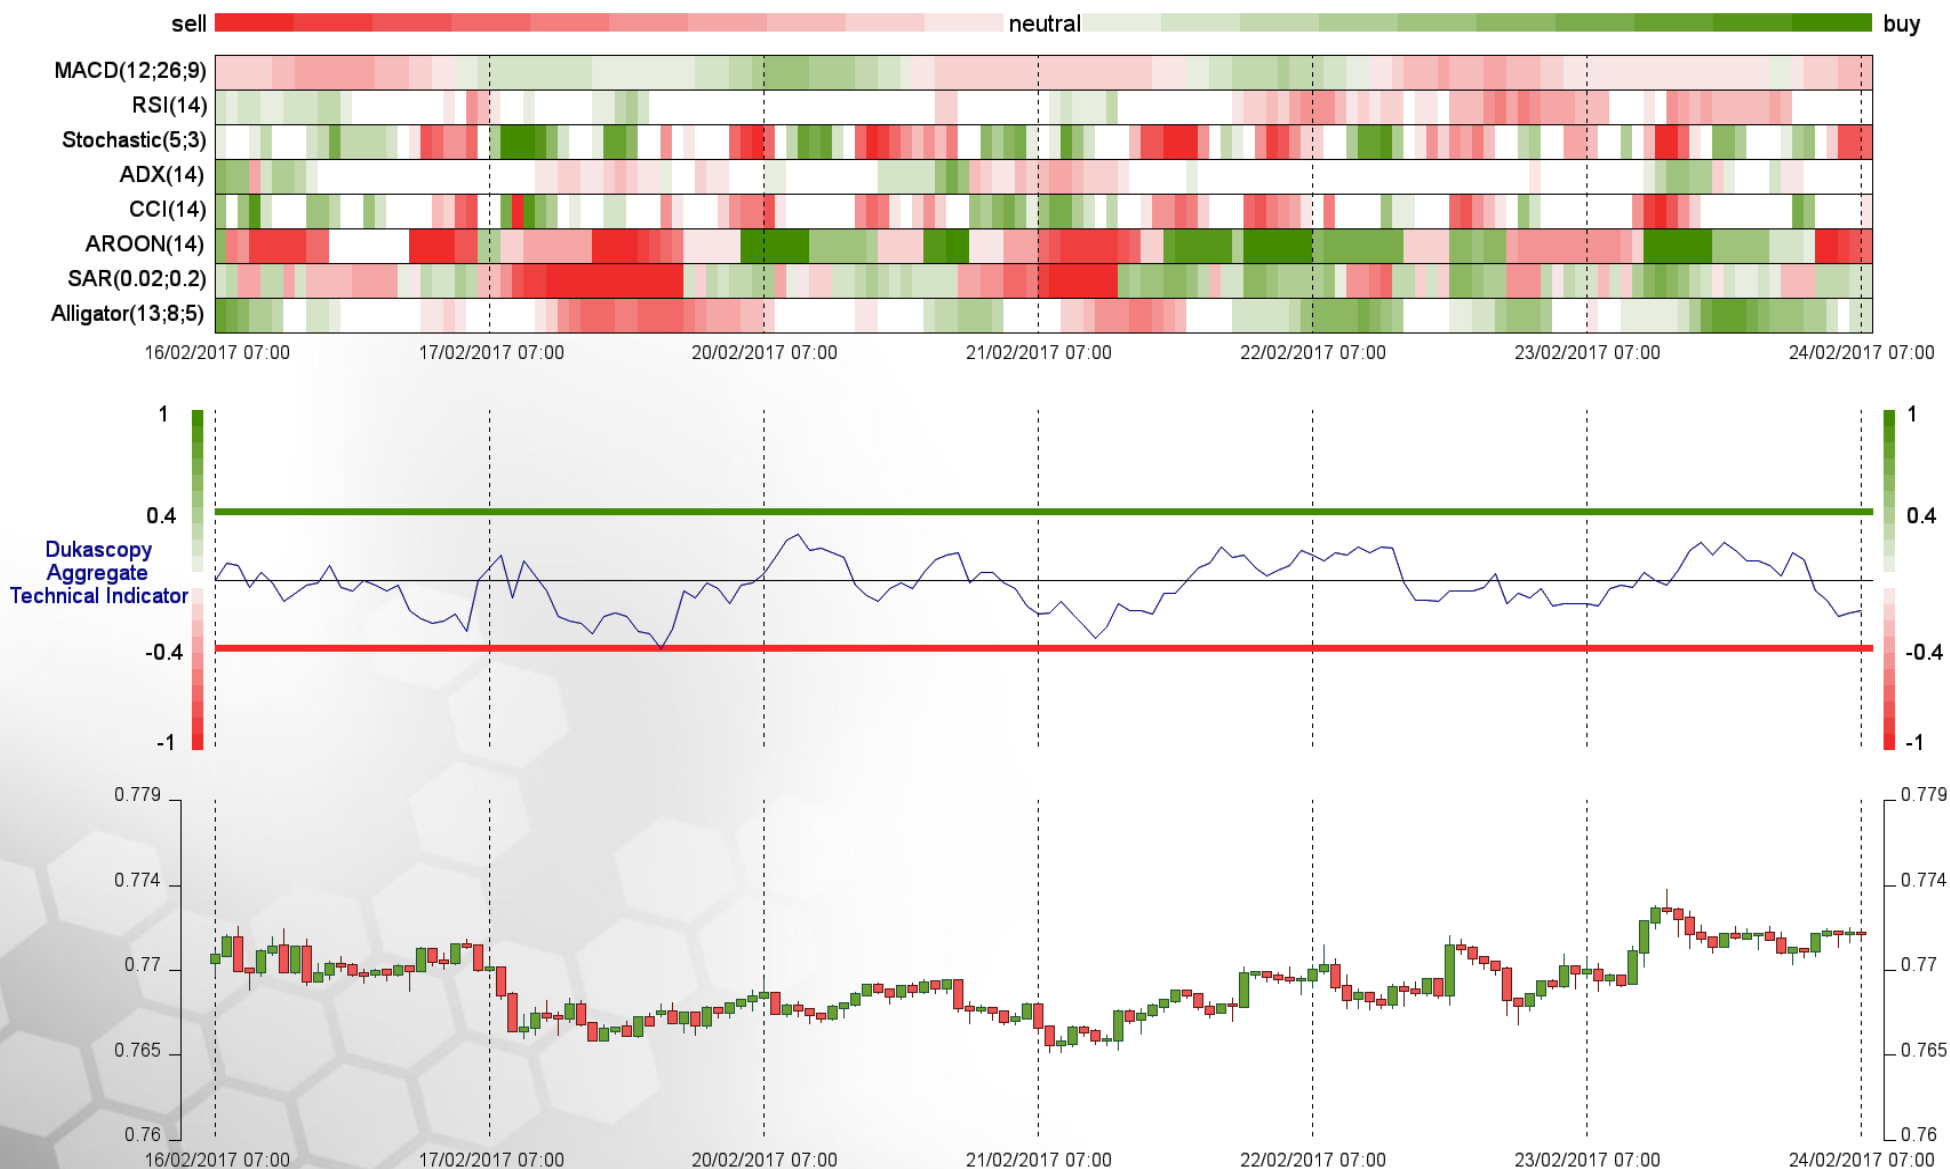 sell neutral buy
MACD(12;26;9)
RSI(14)
Stochastic(5;3)
ADX(14)
CCI(14)
AROON(14)
SAR(0.02;0.2)
Alligator(13;8;5)
16/02/2017 07:00 17/02/2017 07:00 20/02/2017 07:00 21/02/2017 07:00 22/02/2017 07:00 23/02/2017 07:00 24/02/2017 07:00
1 1
0.4 0.4
Dukascopy
Aggregate
Technical Indicator
-0.4 -0.4
-1 -1
0.779 0.779
0.774 0.774
0.77 0.77
0.765 0.765
0.76 0.76
16/02/2017 07:00 17/02/2017 07:00 20/02/2017 07:00 21/02/2017 07:00 22/02/2017 07:00 23/02/2017 07:00 24/02/2017 07:00